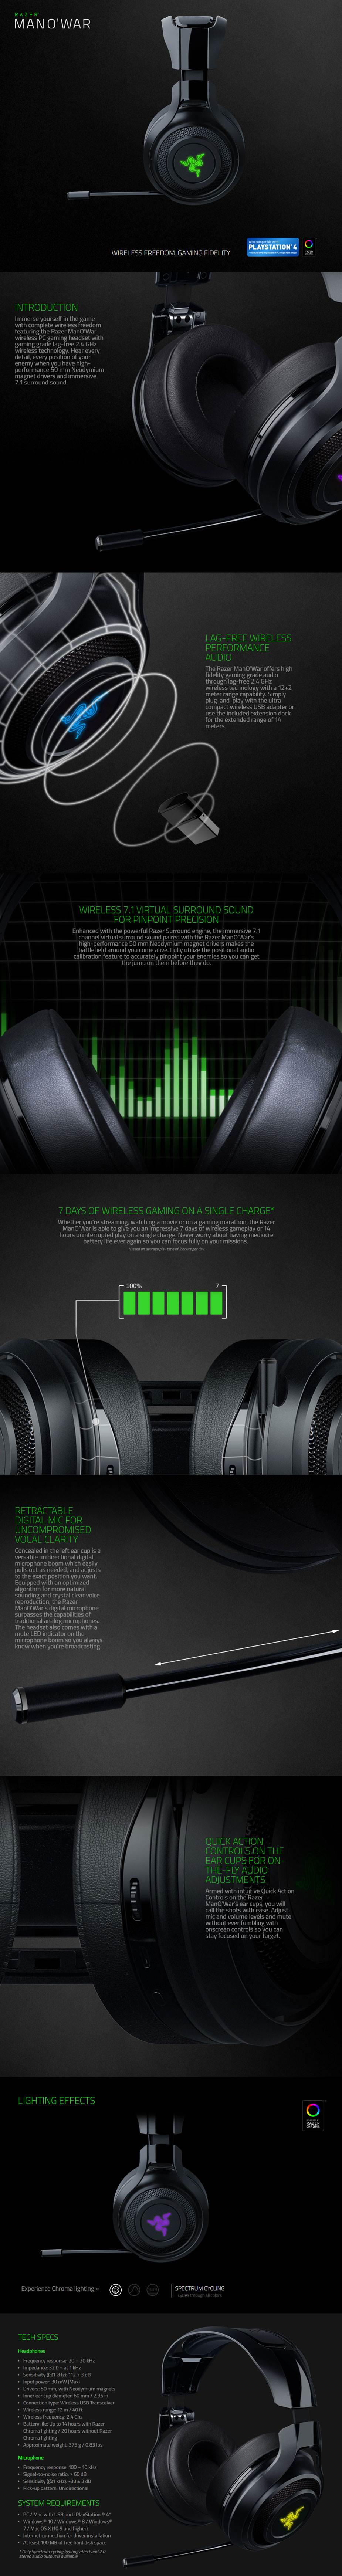 RAZER
MANO'WAR
WIRELESS FREEDOM. GAMING FIDELITY.
PLAYSTATION®4
INTRODUCTION
Immerse yourself in the game
with complete wireless freedom
featuring the Razer ManO'War
wireless PC gaming headset with
gaming grade lag-free 2.4 GHz
wireless technology. Hear every
detail, every position of your
enemy when you have high-
performance 50 mm Neodymium
magnet drivers and immersive
7.1 surround sound.
LAG-FREE WIRELESS
PERFORMANCE
AUDIO
The Razer ManO'War offers high
fidelity gaming grade audio
through lag-free 2.4 GHz
wireless technology with a 12+2
meter range capability. Simply
plug-and-play with the ultra-
compact wireless USB adapter or
use the included extension dock
for the extended range of 14
meters.
WIRELESS 7.1 VIRTUAL SURROUND SOUND
FOR PINPOINT PRECISION
Enhanced with the powerful Razer Surround engine, the immersive 7.1
channel virtual surround sound paired with the Razer ManO'War's
high-performance 50 mm Neodymium magnet drivers makes the
battlefield around you come alive. Fully utilize the positional audio
calibration feature to accurately pinpoint your enemies so you can get
the jump on them before they do.
7 DAYS OF WIRELESS GAMING ON A SINGLE CHARGE*
Whether you're streaming, watching a movie or on a gaming marathon, the Razer
ManO'War is able to give you an impressive 7 days of wireless gameplay or 14
hours uninterrupted play on a single charge. Never worry about having mediocre
battery life ever again so you can focus fully on your missions.
*Based on average play time of 2 hours per day.
100%
7
RETRACTABLE
DIGITAL MIC FOR
UNCOMPROMISED
VOCAL CLARITY
Concealed in the left ear cup is a
versatile unidirectional digital
microphone boom which easily
pulls out as needed, and adjusts
to the exact position you want.
Equipped with an optimized
algorithm for more natural
sounding and crystal clear voice
reproduction, the Razer
ManO'War's digital microphone
surpasses the capabilities of
traditional analog microphones.
The headset also comes with a
mute LED indicator on the
microphone boom so you always
know when you're broadcasting.
QUICK ACTION
CONTROLS ON THE
EAR CUPS FOR ON-
THE-FLY AUDIO
ADJUSTMENTS
Armed with intuitive Quick Action
Controls on the Razer
ManO'War's ear cups, you will
call the shots with ease. Adjust
mic and volume levels and mute
without ever fumbling with
onscreen controls so you can
stay focused on your target.
LIGHTING EFFECTS
RAZER
CHROMA
Experience Chroma lighting »
SPECTRUM CYCLING
cycles through all colors
TECH SPECS
Headphones
• Frequency response: 20 – 20 kHz
• Impedance: 32 Ω – at 1 kHz
• Sensitivity (@1 kHz): 112 ± 3 dB
• Input power: 30 mW (Max)
• Drivers: 50 mm, with Neodymium magnets
• Inner ear cup diameter: 60 mm / 2.36 in
• Connection type: Wireless USB Transceiver
• Wireless range: 12 m / 40 ft
• Wireless frequency: 2.4 Ghz
• Battery life: Up to 14 hours with Razer
Chroma lighting / 20 hours without Razer
Chroma lighting
• Approximate weight: 375 g / 0.83 lbs
Microphone
• Frequency response: 100 – 10 kHz
• Signal-to-noise ratio: > 60 dB
• Sensitivity (@1 kHz): -38 ± 3 dB
• Pick-up pattern: Unidirectional
SYSTEM REQUIREMENTS
• PC / Mac with USB port, PlayStation ® 4*
• Windows® 10 / Windows® 8 / Windows®
7 / Mac OS X (10.9 and higher)
• Internet connection for driver installation
• At least 100 MB of free hard disk space
* Only Spectrum cycling lighting effect and 2.0
stereo audio output is available